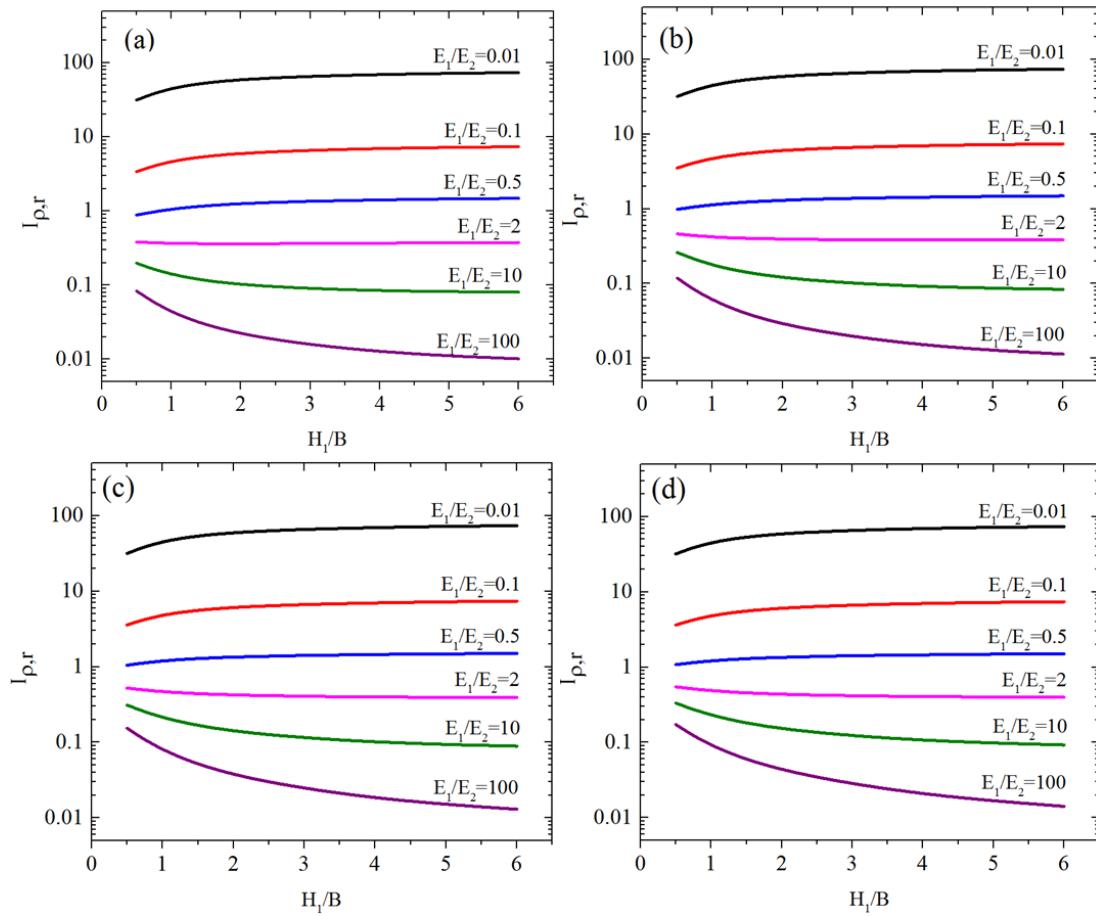 (a)
E₁/E₂=0.01
100
E₁/E₂=0.1
10
E₁/E₂=0.5
1
E₁/E₂=2
0.1
E₁/E₂=10
E₁/E₂=100
0.01
I ρ,r
0 1 2 3 4 5 6
H₁/B
(b)
E₁/E₂=0.01
100
E₁/E₂=0.1
10
E₁/E₂=0.5
1
E₁/E₂=2
E₁/E₂=10
0.1
E₁/E₂=100
0.01
I ρ,r
0 1 2 3 4 5 6
H₁/B
(c)
E₁/E₂=0.01
100
E₁/E₂=0.1
10
E₁/E₂=0.5
1
E₁/E₂=2
E₁/E₂=10
0.1
E₁/E₂=100
0.01
I ρ,r
0 1 2 3 4 5 6
H₁/B
(d)
E₁/E₂=0.01
100
E₁/E₂=0.1
10
E₁/E₂=0.5
1
E₁/E₂=2
E₁/E₂=10
0.1
E₁/E₂=100
0.01
I ρ,r
0 1 2 3 4 5 6
H₁/B